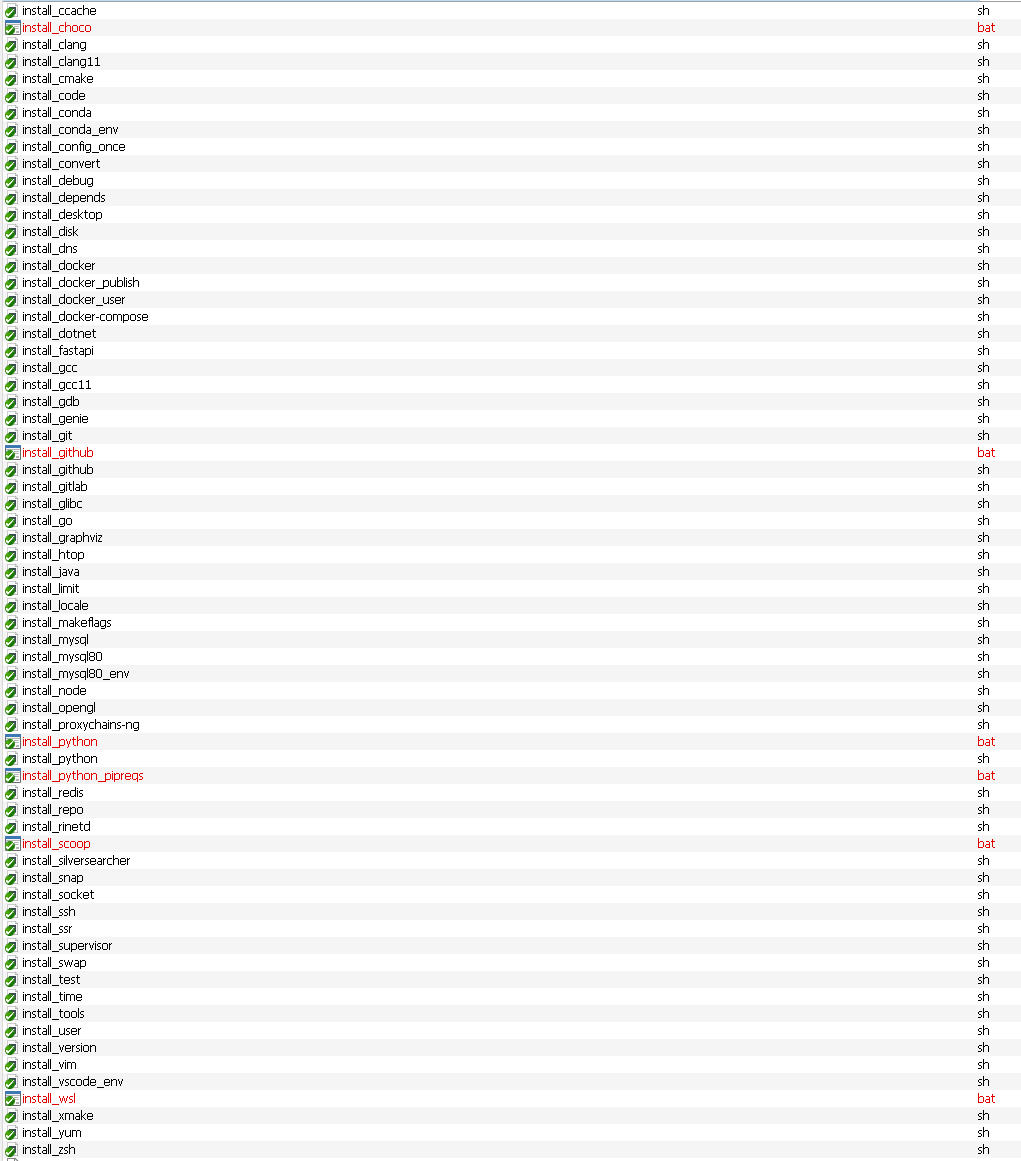 install_ccache sh
install_choco bat
install_clang sh
install_clang11 sh
install_cmake sh
install_code sh
install_conda sh
install_conda_env sh
install_config_once sh
install_convert sh
install_debug sh
install_depends sh
install_desktop sh
install_disk sh
install_dns sh
install_docker sh
install_docker_publish sh
install_docker_user sh
install_docker-compose sh
install_dotnet sh
install_fastapi sh
install_gcc sh
install_gcc11 sh
install_gdb sh
install_genie sh
install_git sh
install_github bat
install_github sh
install_gitlab sh
install_glibc sh
install_go sh
install_graphviz sh
install_htop sh
install_java sh
install_limit sh
install_locale sh
install_makeflags sh
install_mysql sh
install_mysql80 sh
install_mysql80_env sh
install_node sh
install_opengl sh
install_proxychains-ng sh
install_python bat
install_python sh
install_python_pipreqs bat
install_redis sh
install_repo sh
install_rinetd sh
install_scoop bat
install_silversearcher sh
install_snap sh
install_socket sh
install_ssh sh
install_ssr sh
install_supervisor sh
install_swap sh
install_test sh
install_time sh
install_tools sh
install_user sh
install_version sh
install_vim sh
install_vscode_env sh
install_wsl bat
install_xmake sh
install_yum sh
install_zsh sh